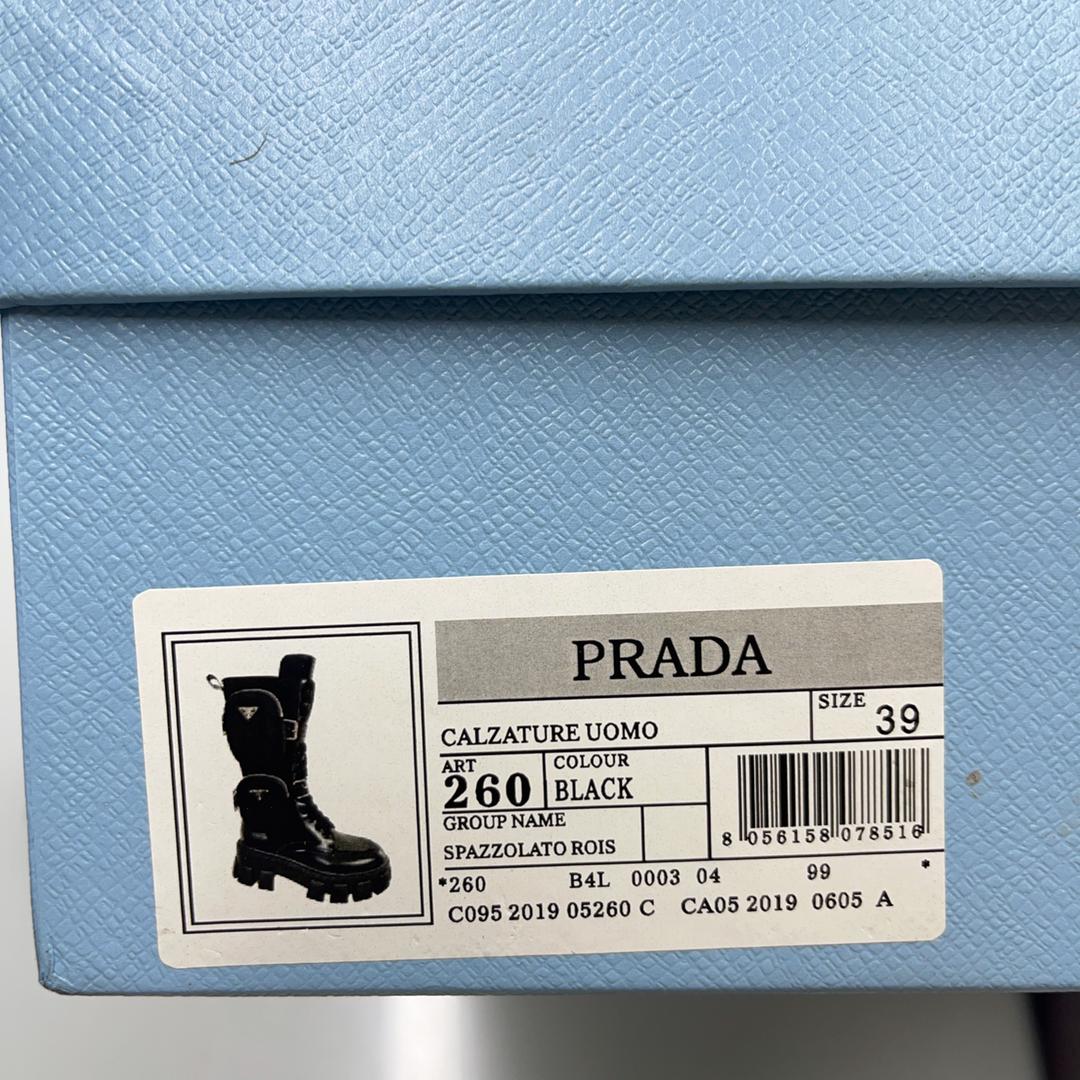 PRADA
CALZATURE UOMO
SIZE 39
ART 260
COLOUR BLACK
GROUP NAME
SPAZZOLATO ROIS
8 056158 078516
*260 B4L 0003 04 99 *
C095 2019 05260 C CA05 2019 0605 A